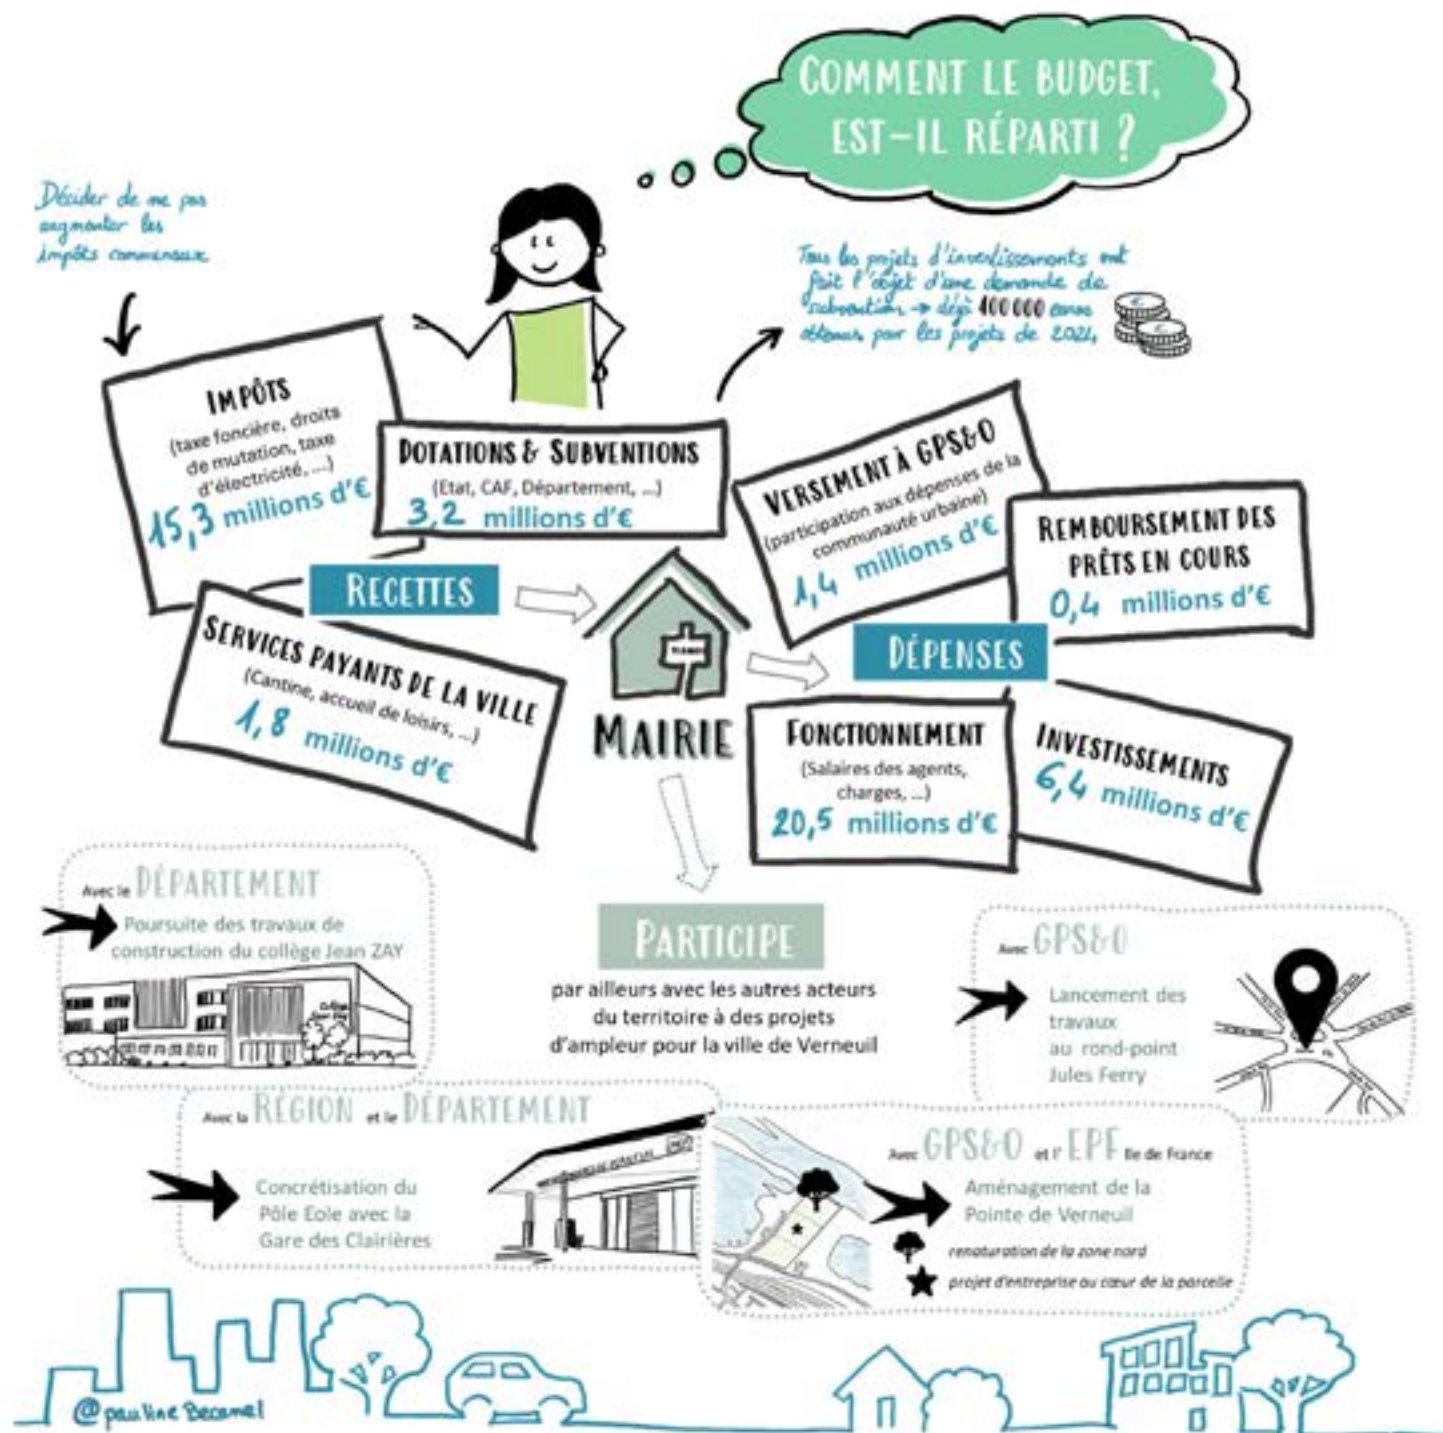 COMMENT LE BUDGET,
EST-IL RÉPARTI ?
Décider de ne pas
augmenter les
impôts communaux
Tous les projets d'investissements ont
fait l'objet d'une demande de
subvention → déjà 400 000 euros
obtenus pour les projets de 2024,
IMPÔTS
(taxe foncière, droits
de mutation, taxe
d'électricité, ...)
15,3 millions d'€
DOTATIONS & SUBVENTIONS
(Etat, CAF, Département, ...)
3,2 millions d'€
VERSEMENT À GPS&O
(participation aux dépenses de la
communauté urbaine)
1,4 millions d'€
REMBOURSEMENT DES
PRÊTS EN COURS
0,4 millions d'€
RECETTES
SERVICES PAYANTS DE LA VILLE
(Cantine, accueil de loisirs, ...)
1,8 millions d'€
MAIRIE
DÉPENSES
FONCTIONNEMENT
(Salaires des agents,
charges, ...)
20,5 millions d'€
INVESTISSEMENTS
6,4 millions d'€
Avec le DÉPARTEMENT
Poursuite des travaux de
construction du collège Jean ZAY
PARTICIPE
par ailleurs avec les autres acteurs
du territoire à des projets
d'ampleur pour la ville de Verneuil
Avec GPS&O
Lancement des
travaux
au rond-point
Jules Ferry
Avec la RÉGION et le DÉPARTEMENT
Concrétisation du
Pôle Eole avec la
Gare des Clairières
Avec GPS&O et l' EPF Ile de France
Aménagement de la
Pointe de Verneuil
renaturation de la zone nord
projet d'entreprise au cœur de la parcelle
@pauline Becamel